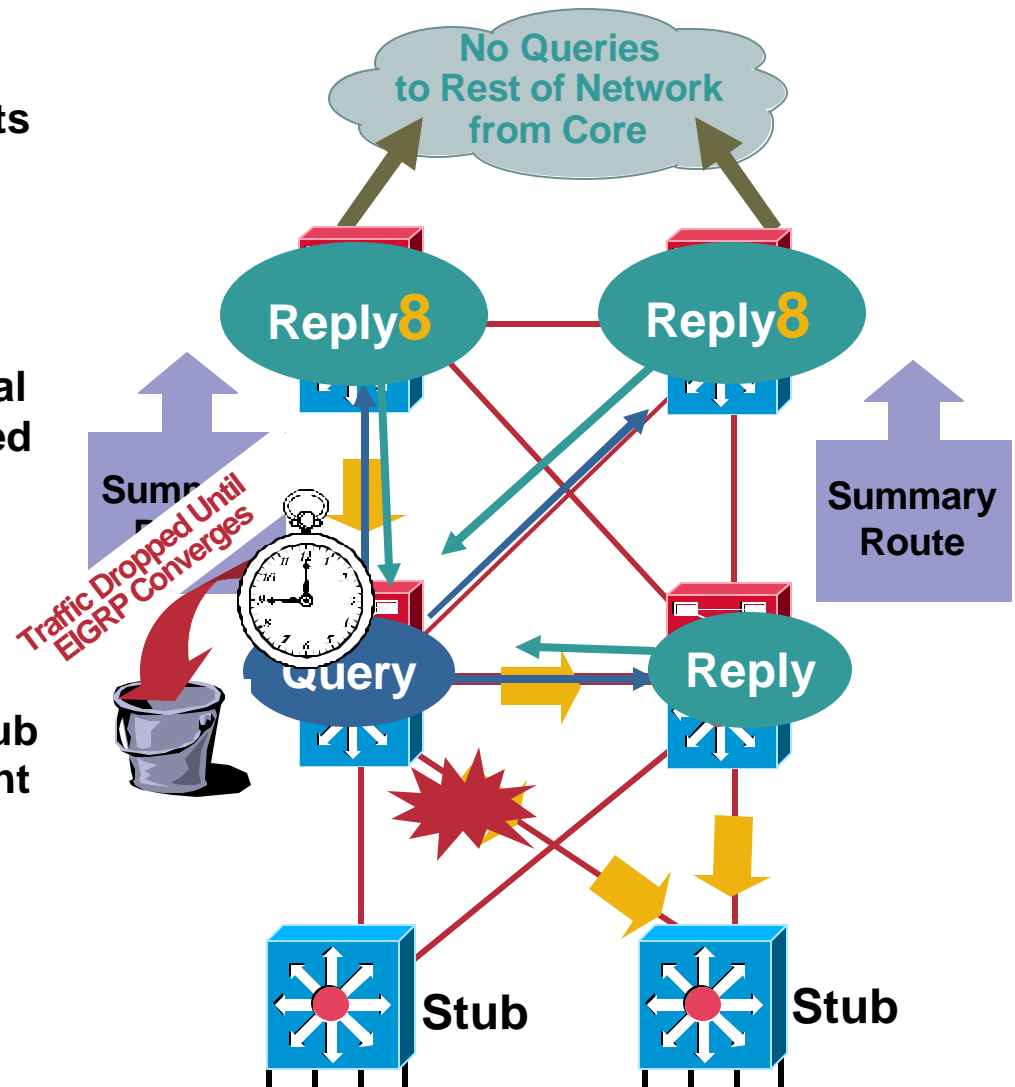 No Queries
to Rest of Network
from Core
ts
Reply8
Reply8
al
ed
Summary
Route
Traffic Dropped Until
EIGRP Converges
Query
Reply
ub
nt
Stub
Stub